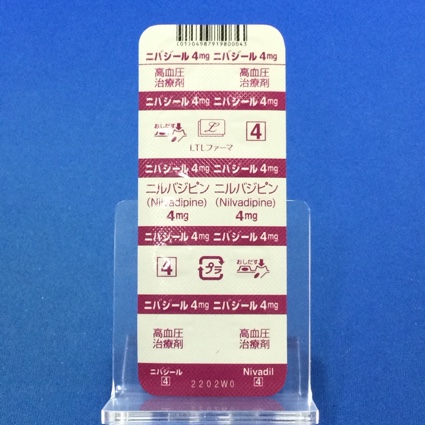 (01)04987919800043
ニバジール 4mg ニバジール 4mg
高血圧 高血圧
治療剤 治療剤
ニバジール 4mg ニバジール 4mg
おしだす L 4
LTLファーマ
ニバジール 4mg ニバジール 4mg
ニルバジピン ニルバジピン
(Nilvadipine) (Nilvadipine)
4mg 4mg
ニバジール 4mg ニバジール 4mg
4 プラ おしだす
ニバジール 4mg ニバジール 4mg
高血圧 高血圧
治療剤 治療剤
ニバジール Nivadil
4 4
2202W0